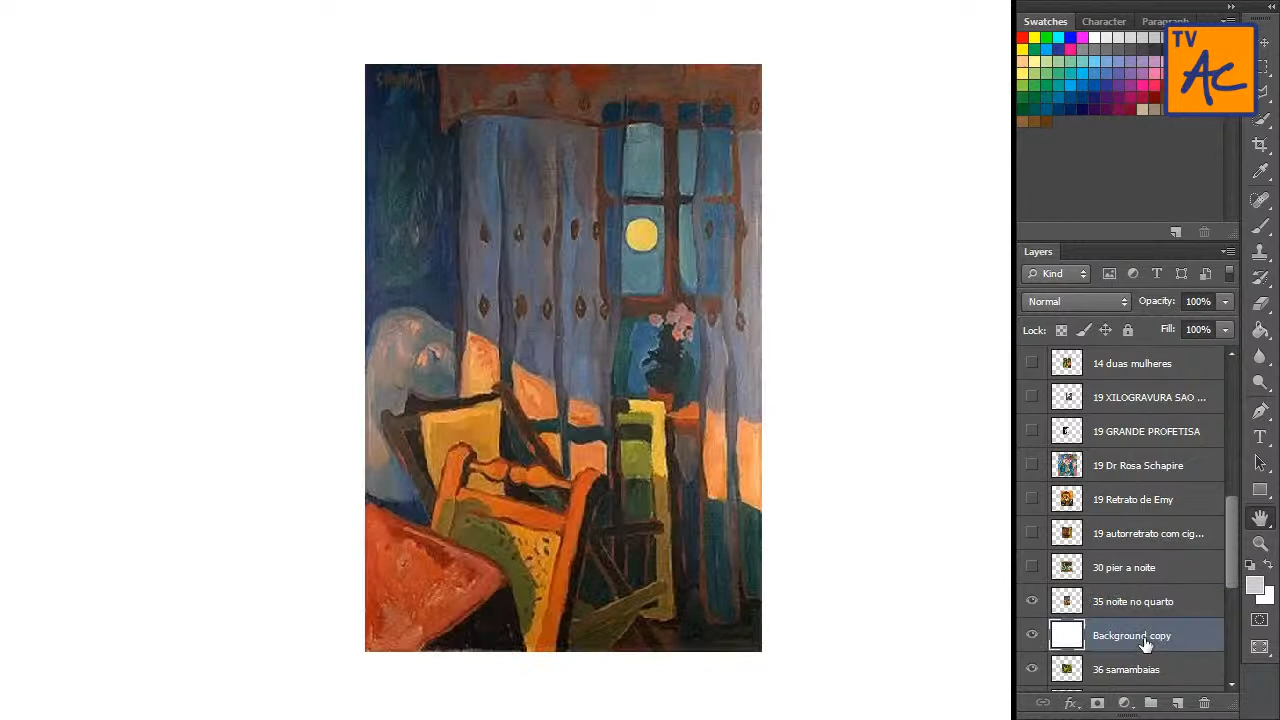 Swatches Character Paragraph
TV
AC
Layers
Kind
Normal Opacity: 100%
Lock: Fill: 100%
14 duas mulheres
19 XILOGRAVURA SAO ...
19 GRANDE PROFETISA
19 Dr Rosa Schapire
19 Retrato de Emy
19 autorretrato com cig...
30 pier a noite
35 noite no quarto
Background copy
36 samambaias